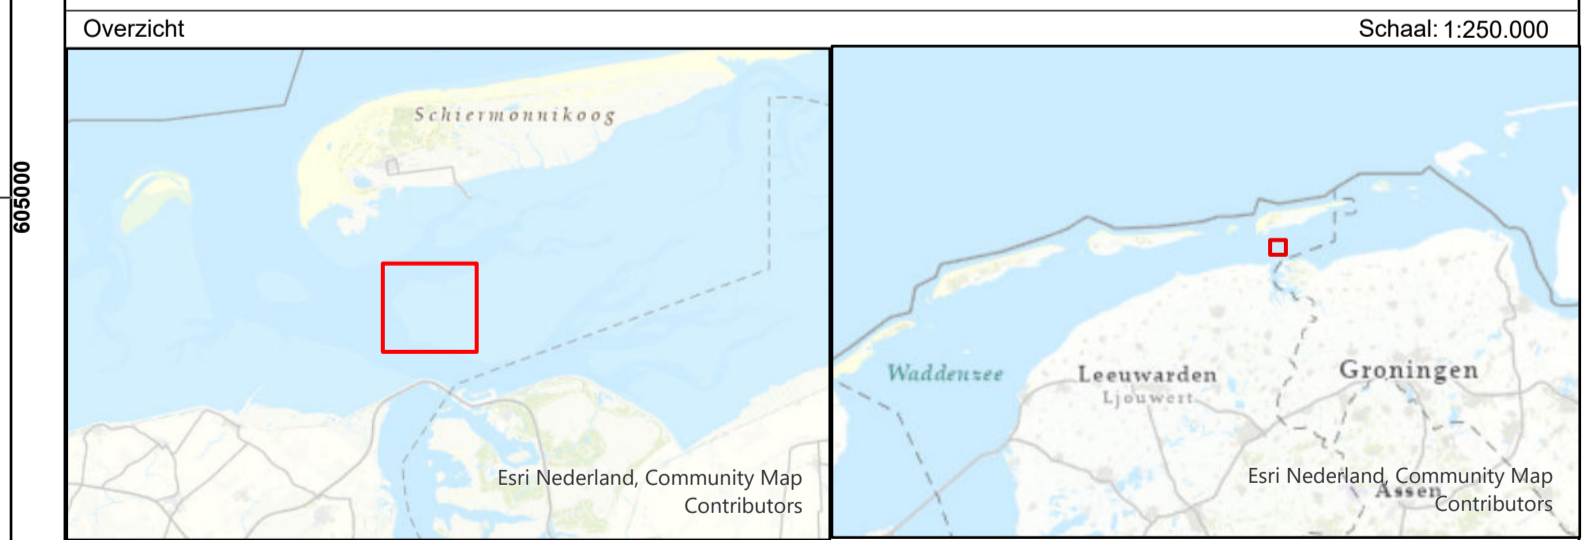 Overzicht
Schaal: 1:250.000
605000
Schiermonnikoog
Esri Nederland, Community Map
Contributors
Waddenzee
Leeuwarden
Ljouwert
Groningen
Assen
Esri Nederland, Community Map
Contributors